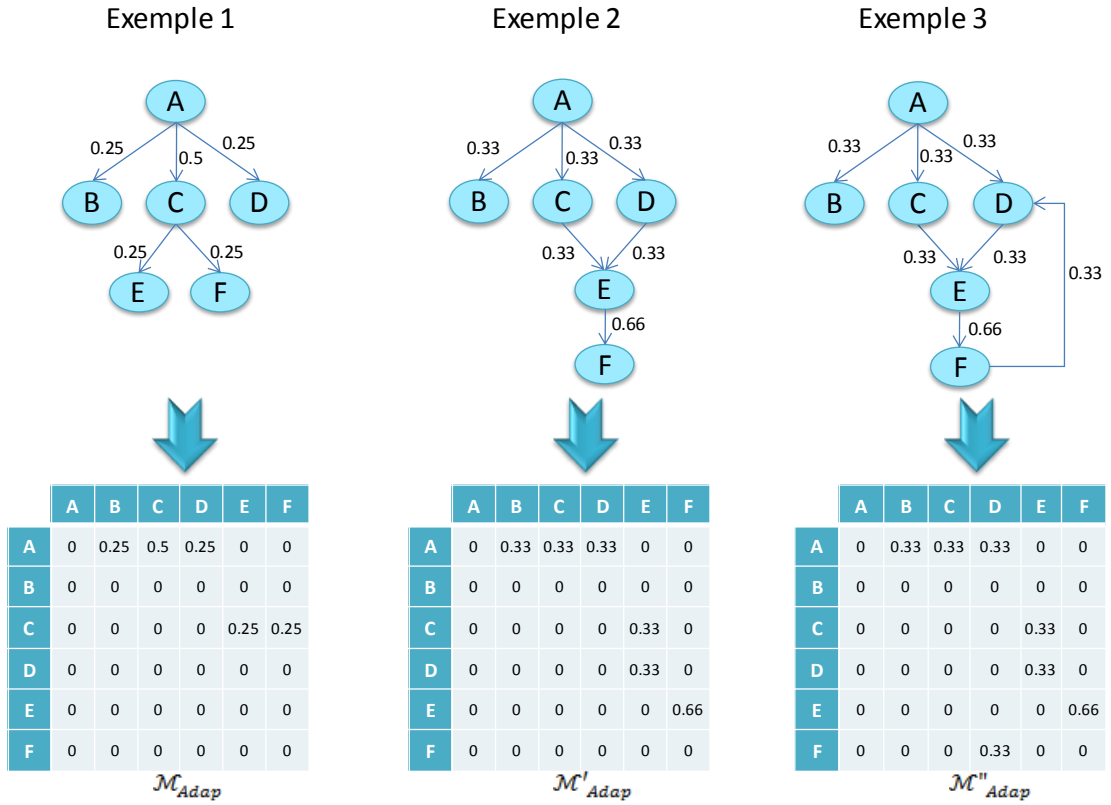 Exemple 1 Exemple 2 Exemple 3
A A A
0.25 0.5 0.25 0.33 0.33 0.33 0.33 0.33 0.33
B C D B C D B C D
0.25 0.25 0.33 0.33 0.33 0.33 0.33
E F E E
0.66 0.66
F F
A B C D E F A B C D E F A B C D E F
A 0 0.25 0.5 0.25 0 0 A 0 0.33 0.33 0.33 0 0 A 0 0.33 0.33 0.33 0 0
B 0 0 0 0 0 0 B 0 0 0 0 0 0 B 0 0 0 0 0 0
C 0 0 0 0 0.25 0.25 C 0 0 0 0 0.33 0 C 0 0 0 0 0.33 0
D 0 0 0 0 0 0 D 0 0 0 0 0.33 0 D 0 0 0 0 0.33 0
E 0 0 0 0 0 0 E 0 0 0 0 0 0.66 E 0 0 0 0 0 0.66
F 0 0 0 0 0 0 F 0 0 0 0 0 0 F 0 0 0 0.33 0 0
ℳ_Adap ℳ'_Adap ℳ"_Adap